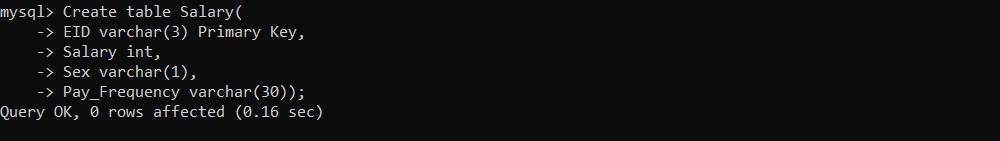 mysql> Create table Salary(
    -> EID varchar(3) Primary Key,
    -> Salary int,
    -> Sex varchar(1),
    -> Pay_Frequency varchar(30));
Query OK, 0 rows affected (0.16 sec)